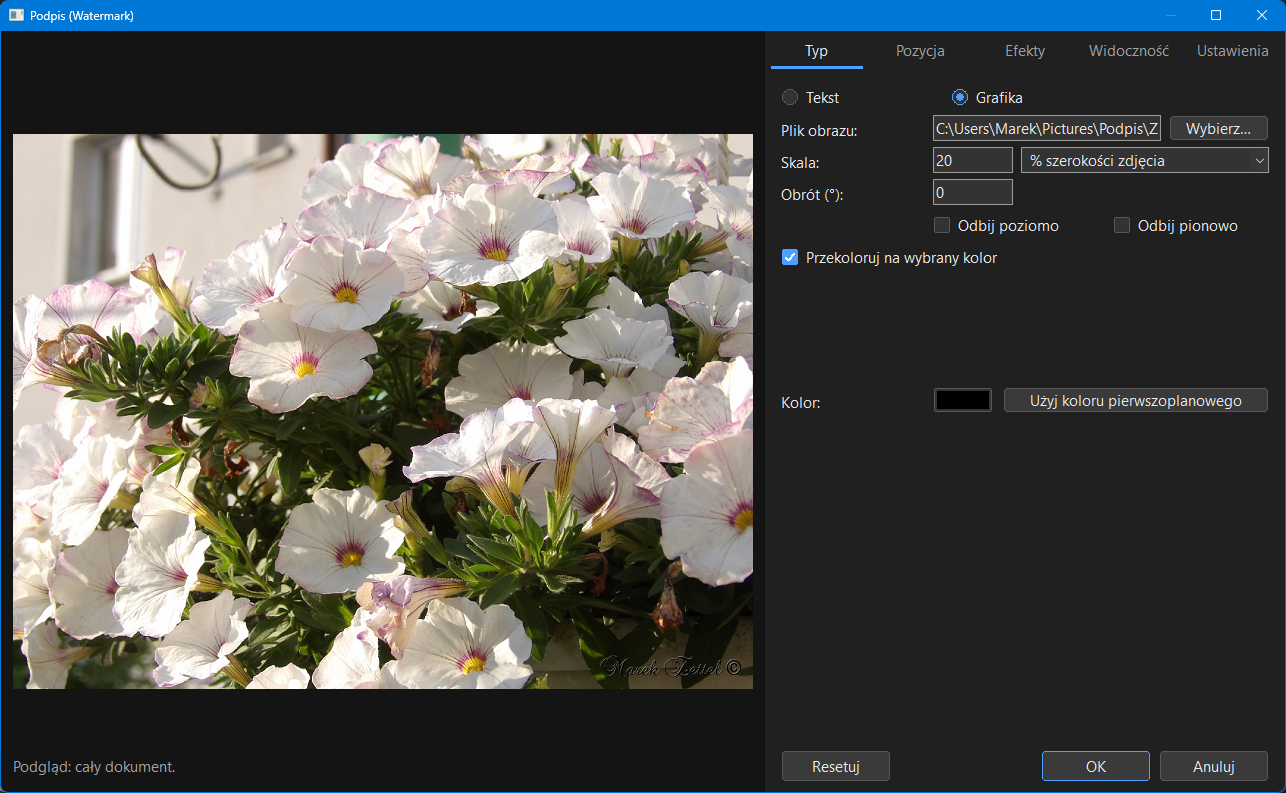 Podpis (Watermark)
Typ Pozycja Efekty Widoczność Ustawienia
Tekst Grafika
Plik obrazu: C:\Users\Marek\Pictures\Podpis\Z Wybierz...
Skala: 20 % szerokości zdjęcia
Obrót (°): 0
Odbij poziomo Odbij pionowo
Przekoloruj na wybrany kolor
Kolor: Użyj koloru pierwszoplanowego
Marek Zettel ©
Podgląd: cały dokument.
Resetuj OK Anuluj